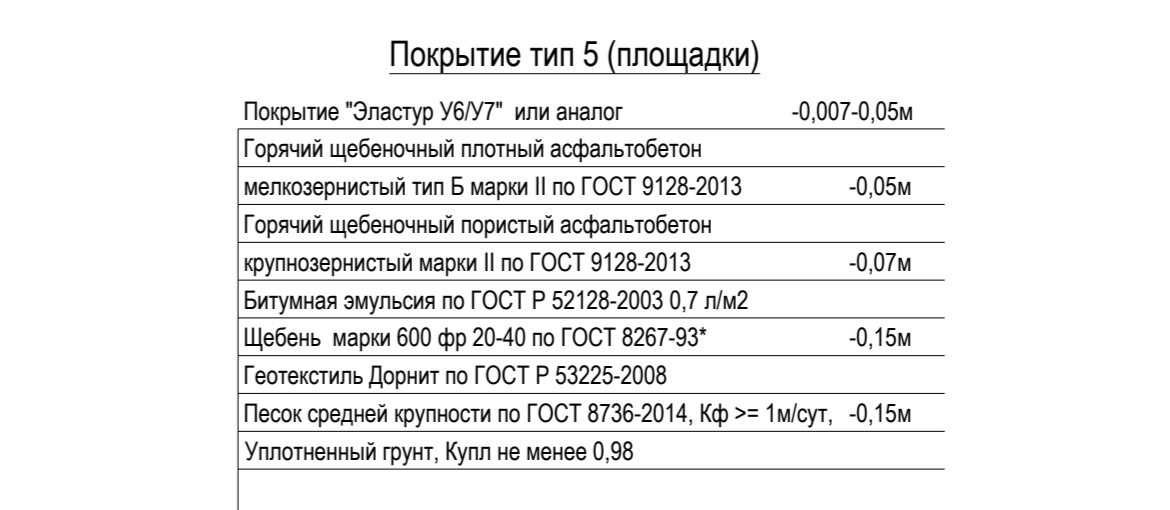 Покрытие тип 5 (площадки)
Покрытие "Эластур У6/У7" или аналог -0,007-0,05м
Горячий щебеночный плотный асфальтобетон
мелкозернистый тип Б марки II по ГОСТ 9128-2013 -0,05м
Горячий щебеночный пористый асфальтобетон
крупнозернистый марки II по ГОСТ 9128-2013 -0,07м
Битумная эмульсия по ГОСТ Р 52128-2003 0,7 л/м2
Щебень марки 600 фр 20-40 по ГОСТ 8267-93* -0,15м
Геотекстиль Дорнит по ГОСТ Р 53225-2008
Песок средней крупности по ГОСТ 8736-2014, Кф >= 1м/сут, -0,15м
Уплотненный грунт, Купл не менее 0,98